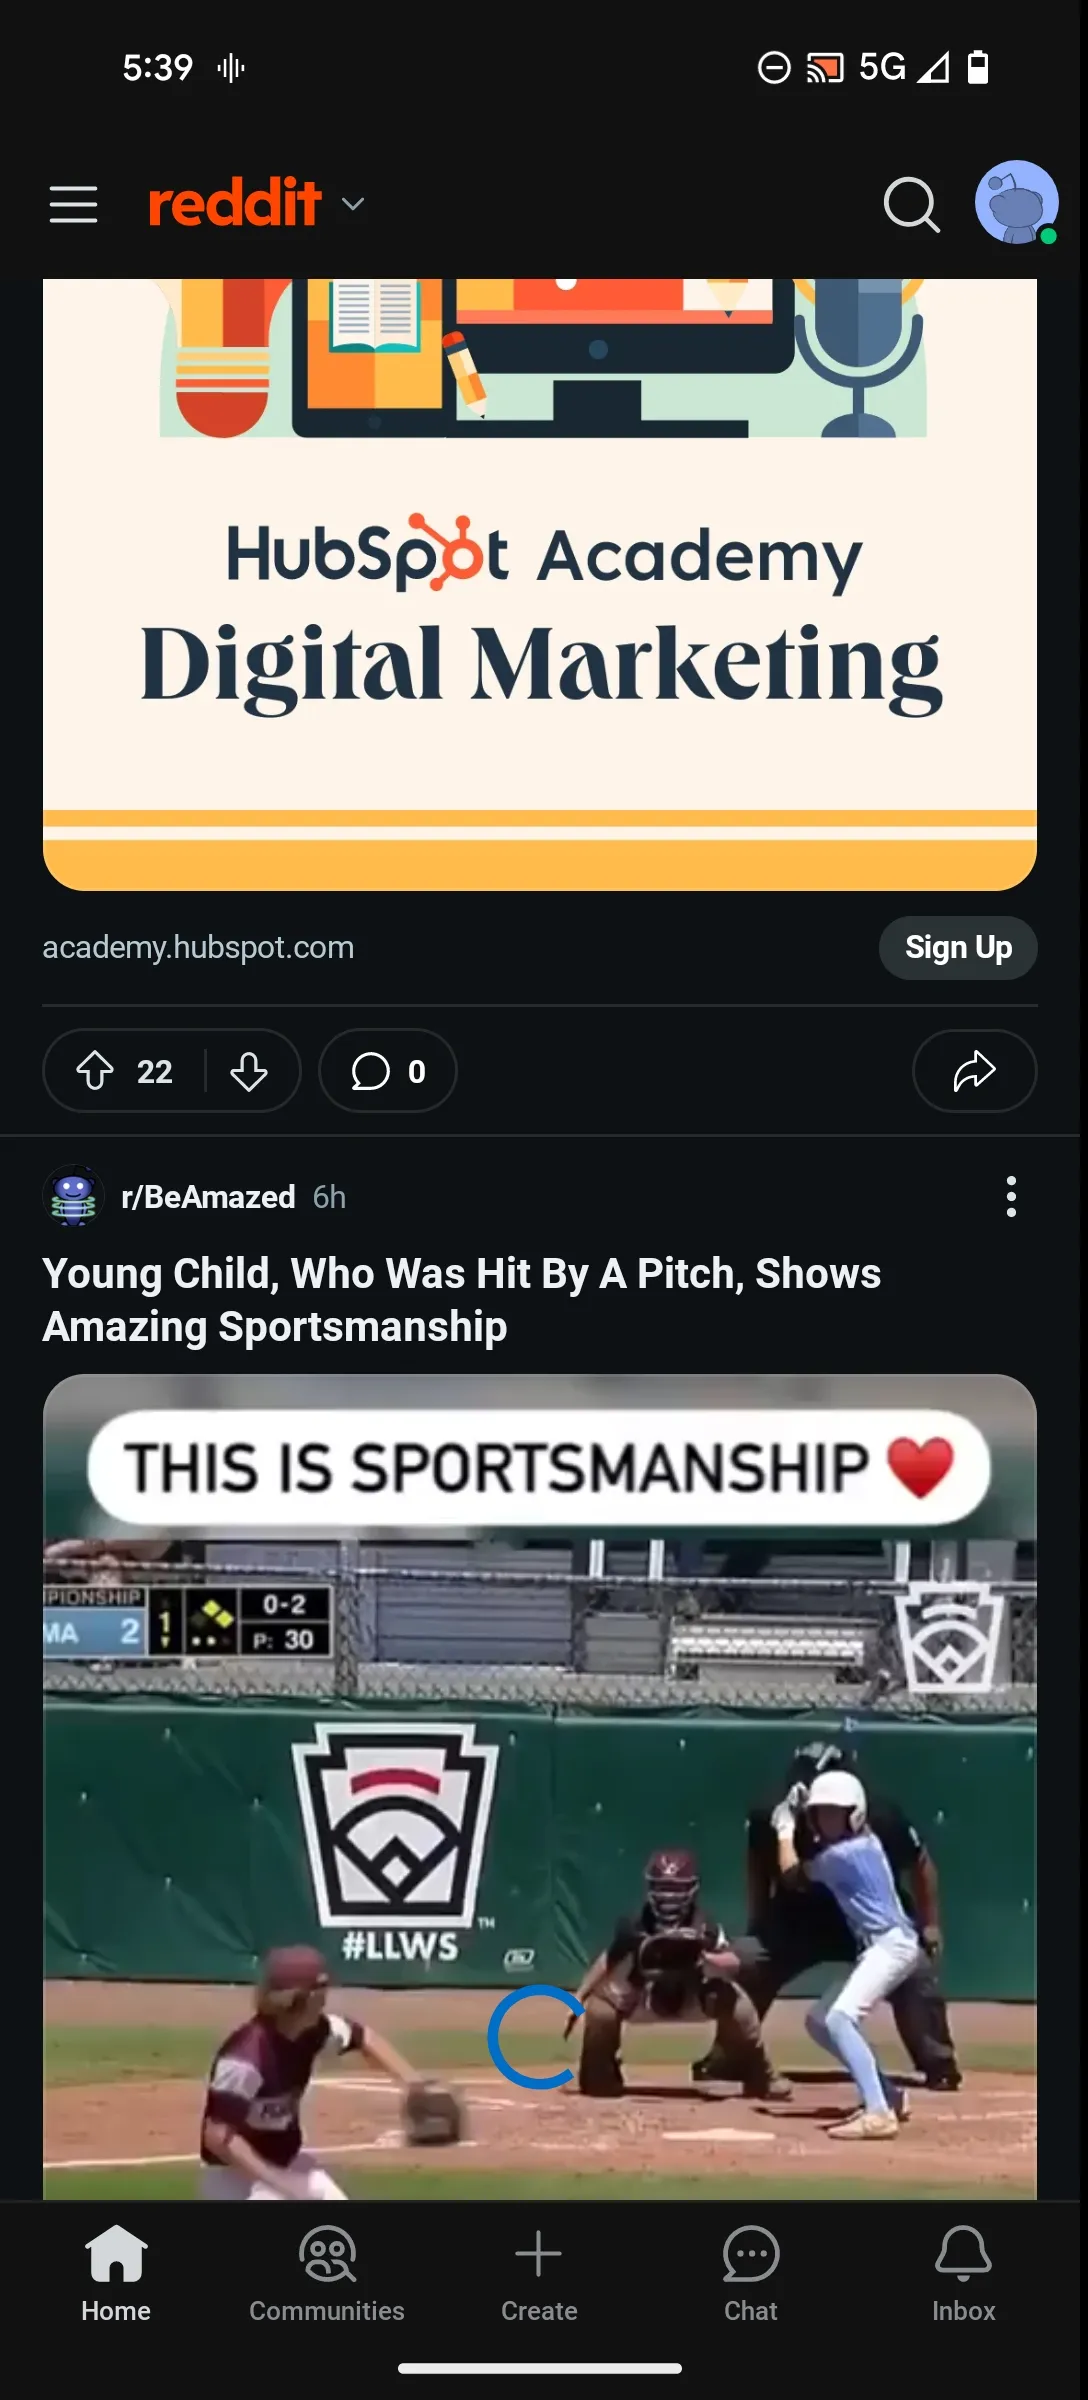 5:39
5G
reddit
HubSpot Academy
Digital Marketing
academy.hubspot.com
Sign Up
22
0
r/BeAmazed 6h
Young Child, Who Was Hit By A Pitch, Shows
Amazing Sportsmanship
THIS IS SPORTSMANSHIP ❤️
PIONSHIP
MA 2 1 0-2
P: 30
#LLWS ™
Home
Communities
Create
Chat
Inbox